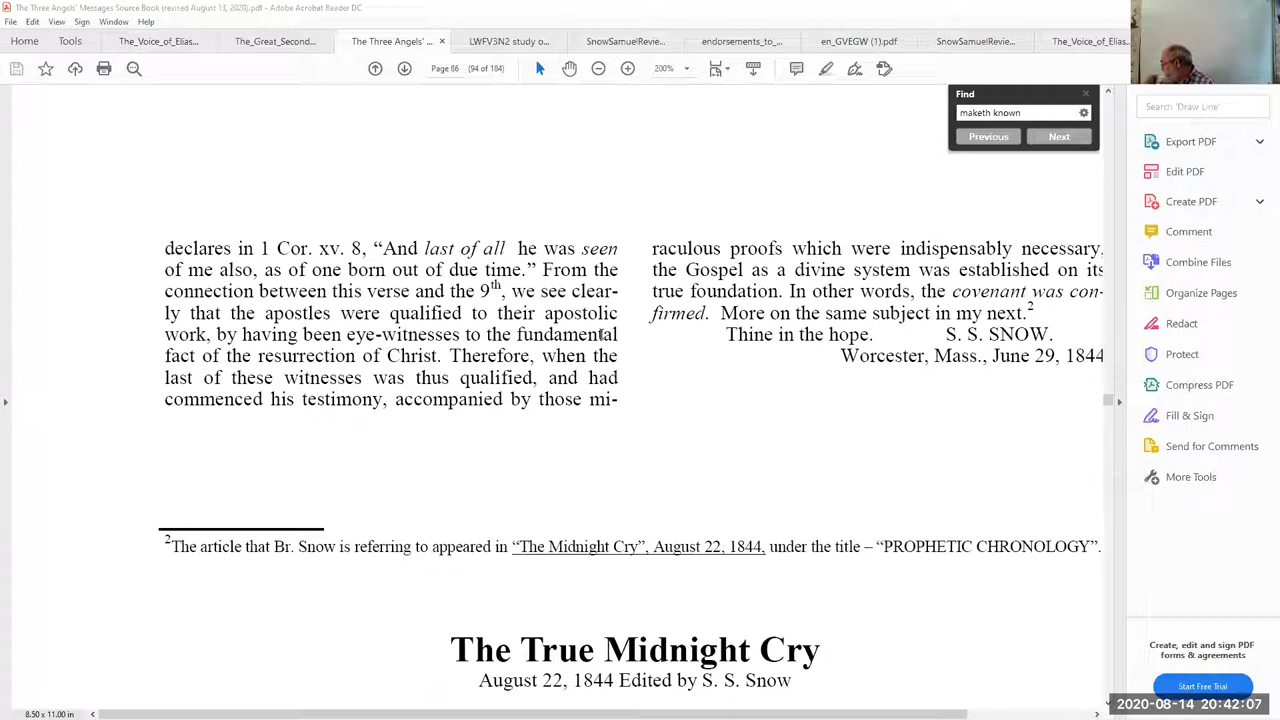 The Three Angels' Messages Source Book (revised August 13, 2020).pdf - Adobe Acrobat Reader DC
File Edit View Sign Window Help
Home Tools The_Voice_of_Elias... The_Great_Second... The Three Angels' ... × LWFV3N2 study o... SnowSamuelRevie... endorsements_to_... en_GVEGW (1).pdf SnowSamuelRevie... The_Voice_of_Elias
Page 86 (94 of 184) 200%
Find
maketh known
Previous Next
Search 'Draw Line'
Export PDF
Edit PDF
Create PDF
Comment
Combine Files
Organize Pages
Redact
Protect
Compress PDF
Fill & Sign
Send for Comments
More Tools
declares in 1 Cor. xv. 8, “And last of all he was seen
of me also, as of one born out of due time.” From the
connection between this verse and the 9th, we see clear-
ly that the apostles were qualified to their apostolic
work, by having been eye-witnesses to the fundamental
fact of the resurrection of Christ. Therefore, when the
last of these witnesses was thus qualified, and had
commenced his testimony, accompanied by those mi-
raculous proofs which were indispensably necessary,
the Gospel as a divine system was established on its
true foundation. In other words, the covenant was con-
firmed. More on the same subject in my next.2
Thine in the hope. S. S. SNOW.
Worcester, Mass., June 29, 1844
2The article that Br. Snow is referring to appeared in “The Midnight Cry”, August 22, 1844, under the title – “PROPHETIC CHRONOLOGY”.
The True Midnight Cry
August 22, 1844 Edited by S. S. Snow
Create, edit and sign PDF
forms & agreements
Start Free Trial
2020-08-14 20:42:07
8.50 x 11.00 in